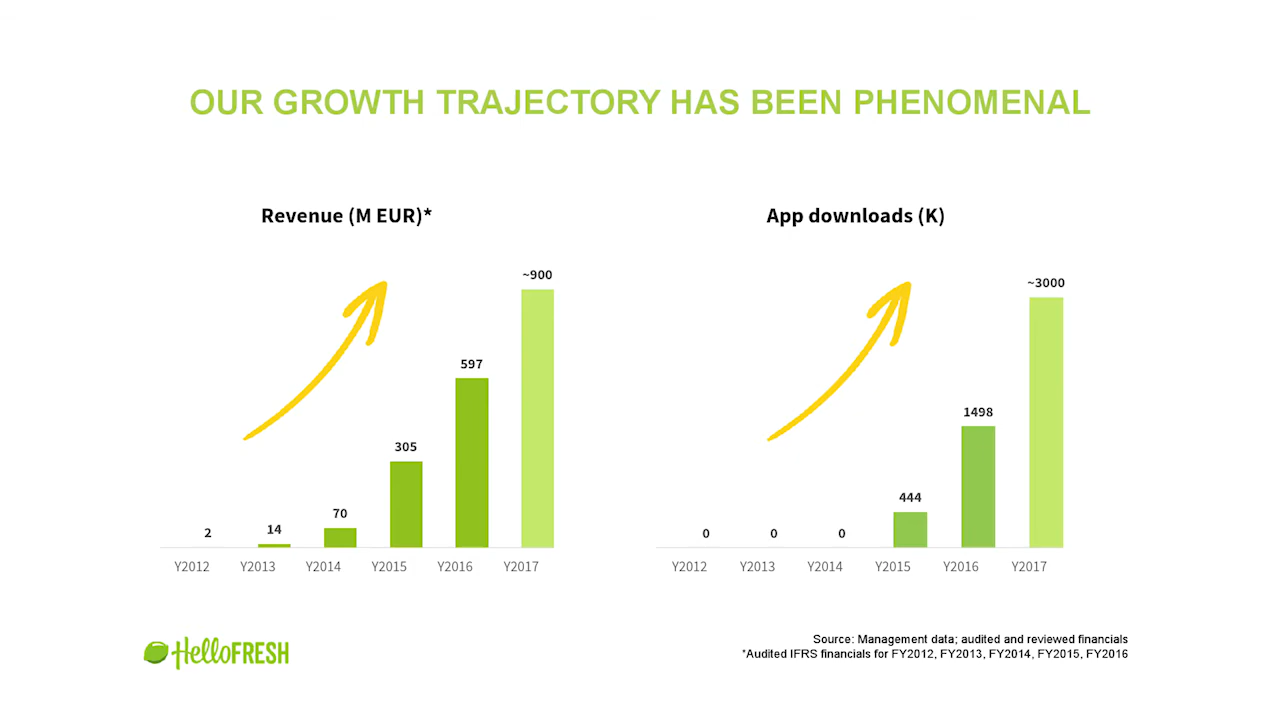 OUR GROWTH TRAJECTORY HAS BEEN PHENOMENAL
Revenue (M EUR)*
~900
597
305
70
14
2
Y2012 Y2013 Y2014 Y2015 Y2016 Y2017
App downloads (K)
~3000
1498
444
0 0 0
Y2012 Y2013 Y2014 Y2015 Y2016 Y2017
HelloFRESH
Source: Management data; audited and reviewed financials
*Audited IFRS financials for FY2012, FY2013, FY2014, FY2015, FY2016